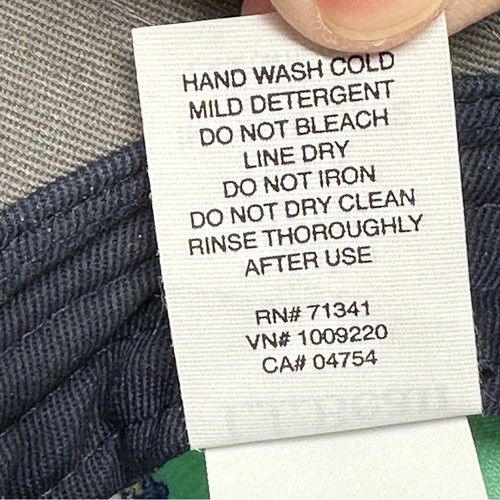 HAND WASH COLD
MILD DETERGENT
DO NOT BLEACH
LINE DRY
DO NOT IRON
DO NOT DRY CLEAN
RINSE THOROUGHLY
AFTER USE
RN# 71341
VN# 1009220
CA# 04754